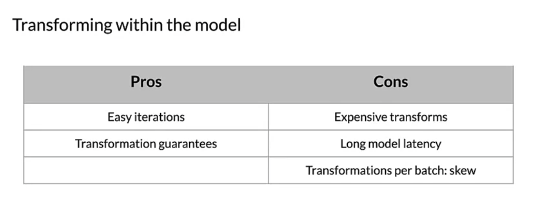 Transforming within the model
Pros Cons
Easy iterations Expensive transforms
Transformation guarantees Long model latency
Transformations per batch: skew